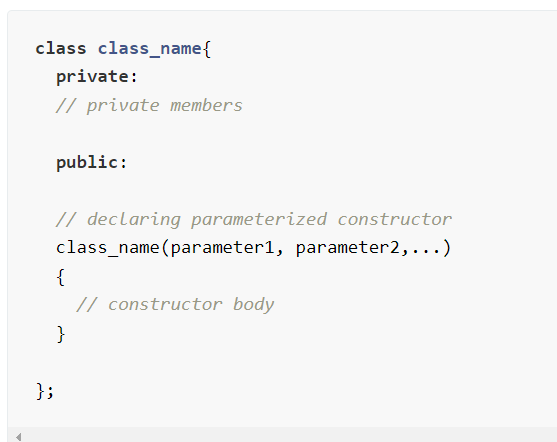 class class_name{
private:
// private members
public:
// declaring parameterized constructor
class_name(parameter1, parameter2,...)
{
// constructor body
}
};